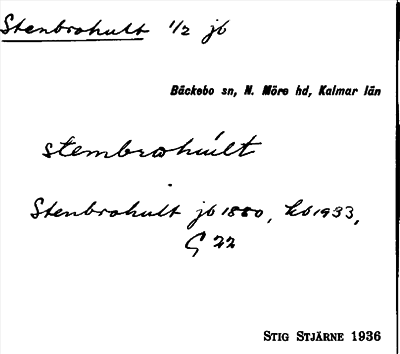 Stenbrohult 1/2 jb
Bäckebo sn, N. Möre hd, Kalmar län
stembrohúlt
Stenbrohult jb 1880, kb 1933,
G 22
STIG STJÄRNE 1936